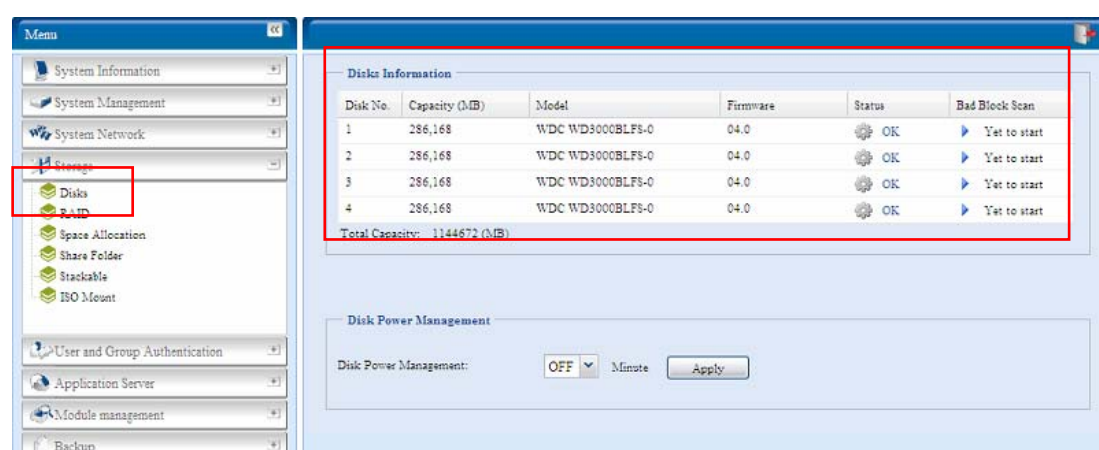 Menu
System Information
System Management
System Network
Storage
Disks
RAID
Space Allocation
Share Folder
Stackable
ISO Mount
User and Group Authentication
Application Server
Module management
Backup
Disks Information
Disk No. Capacity (MB) Model Firmware Status Bad Block Scan
1 286,168 WDC WD3000BLFS-0 04.0 OK Yet to start
2 286,168 WDC WD3000BLFS-0 04.0 OK Yet to start
3 286,168 WDC WD3000BLFS-0 04.0 OK Yet to start
4 286,168 WDC WD3000BLFS-0 04.0 OK Yet to start
Total Capacity: 1144672 (MB)
Disk Power Management
Disk Power Management: OFF Minute Apply